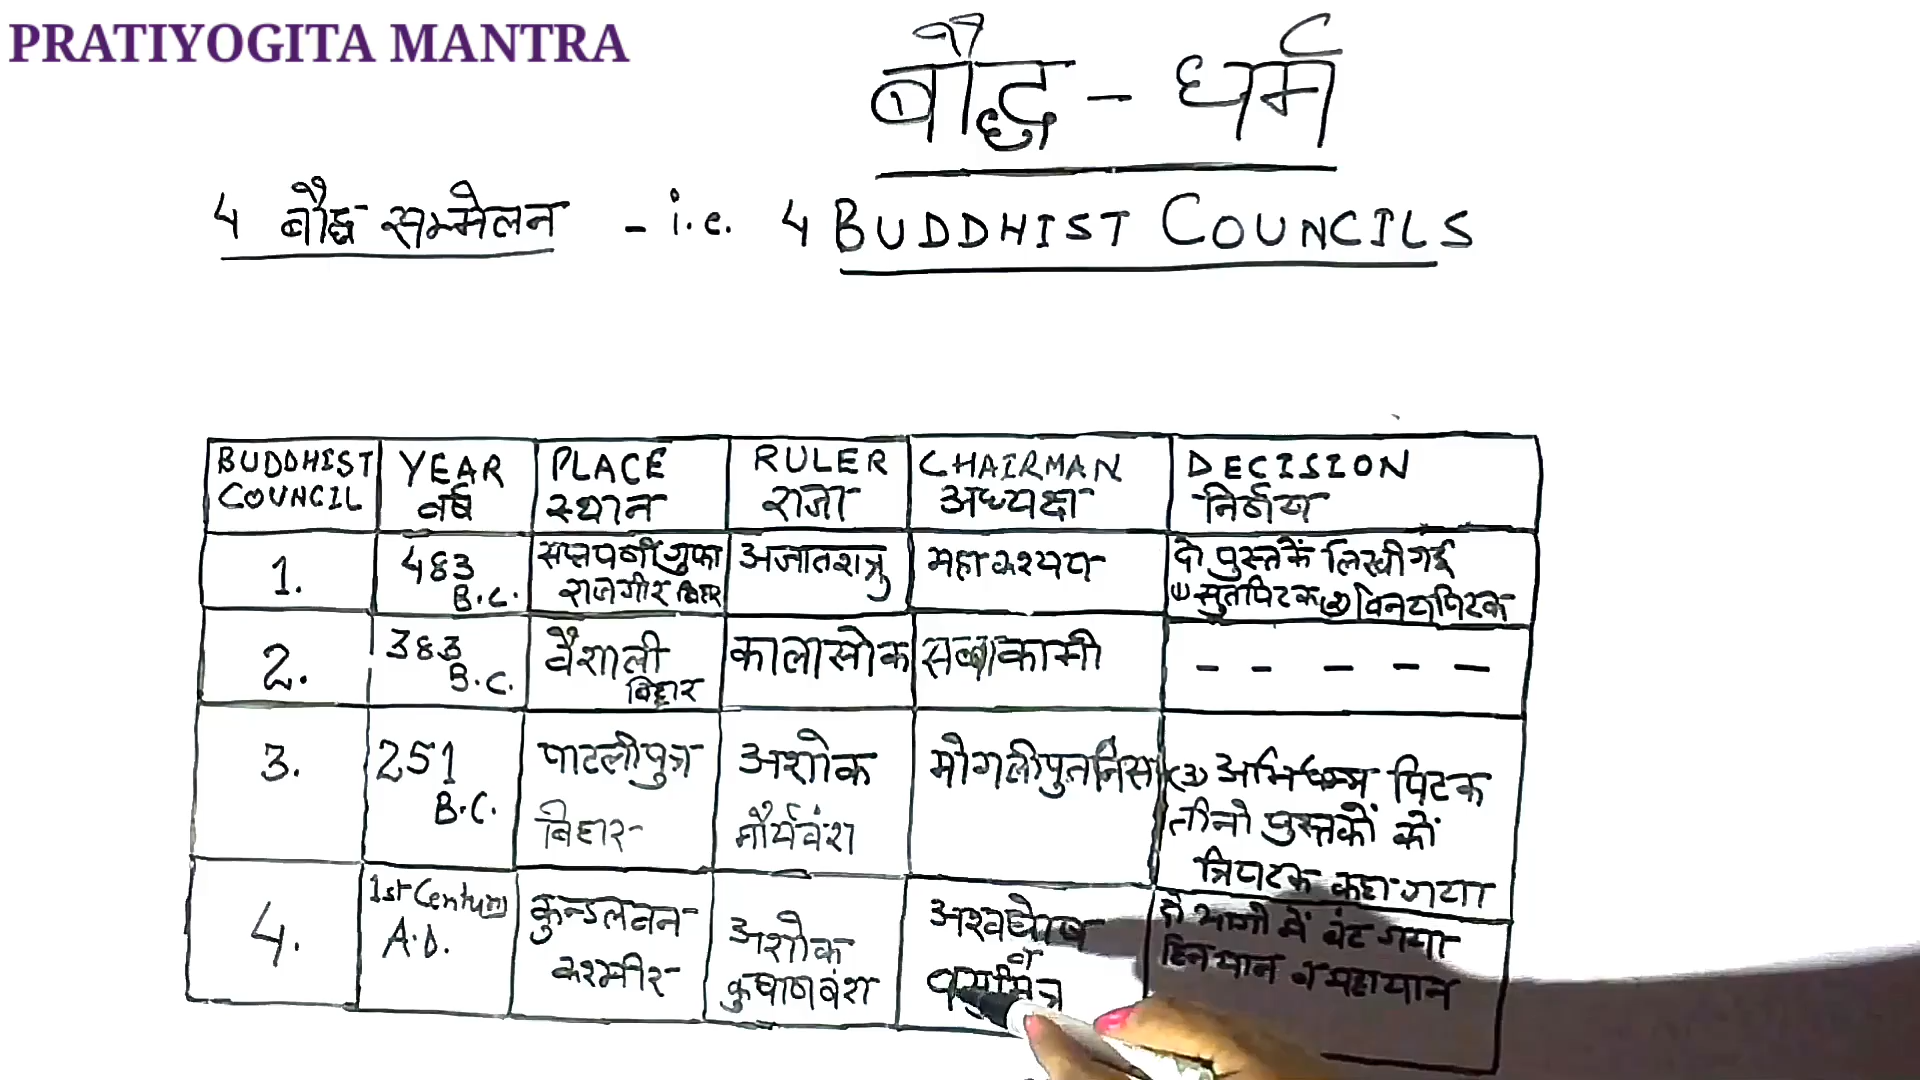 PRATIYOGITA MANTRA
बौद्ध - धर्म
4 बौद्ध सम्मेलन - i.e. 4 BUDDHIST COUNCILS
BUDDHIST COUNCIL
YEAR वर्ष
PLACE स्थान
RULER राजा
CHAIRMAN अध्यक्ष
DECISION निर्णय
1.
483 B.C.
सप्तपर्णी गुफा
राजगीर बिहार
अजातशत्रु
महाकश्यप
दो पुस्तकें लिखी गई
(1) सुतपिटक (2) विनयपिटक
2.
383 B.C.
वैशाली
बिहार
कालासोक
सबाकामी
- - - - -
3.
251 B.C.
पाटलीपुत्र
बिहार
अशोक
मौर्यवंश
मोगलीपुतनिस
(3) अभिधम्म पिटक
तीनो पुस्तकों कों
त्रिपटक कहा गया
4.
1st Century
A.D.
कुन्डलवन
कश्मीर
अशोक
कुषाणवंश
अश्वघोष
व
वसुमित्र
दो भागो में बंट गया
हिनयान व महायान